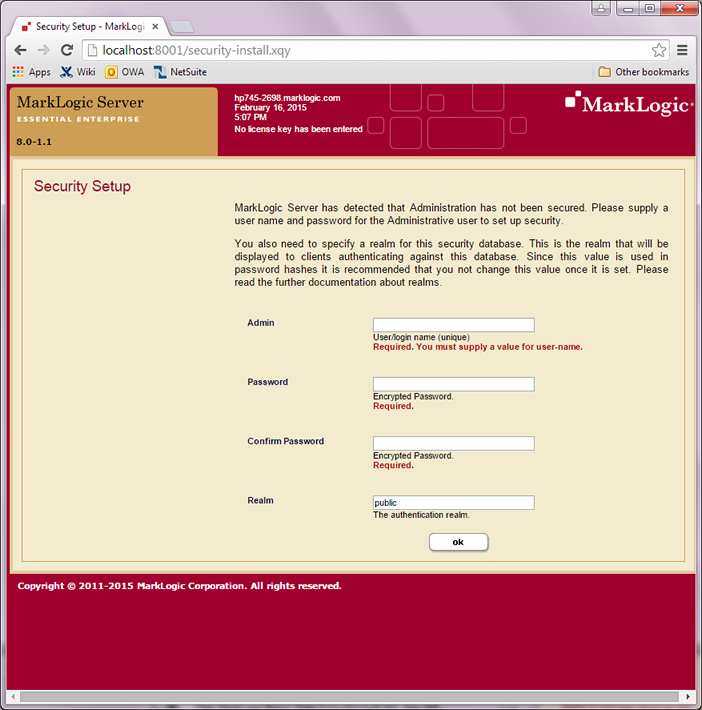 Security Setup - MarkLogic
localhost:8001/security-install.xqy
Apps Wiki OWA NetSuite Other bookmarks
MarkLogic Server
ESSENTIAL ENTERPRISE
8.0-1.1
hp745-2698.marklogic.com
February 16, 2015
5:07 PM
No license key has been entered
MarkLogic
Security Setup
MarkLogic Server has detected that Administration has not been secured. Please supply a
user name and password for the Administrative user to set up security.
You also need to specify a realm for this security database. This is the realm that will be
displayed to clients authenticating against this database. Since this value is used in
password hashes it is recommended that you not change this value once it is set. Please
read the further documentation about realms.
Admin
User/login name (unique)
Required. You must supply a value for user-name.
Password
Encrypted Password.
Required.
Confirm Password
Encrypted Password.
Required.
Realm
public
The authentication realm.
ok
Copyright © 2011-2015 MarkLogic Corporation. All rights reserved.